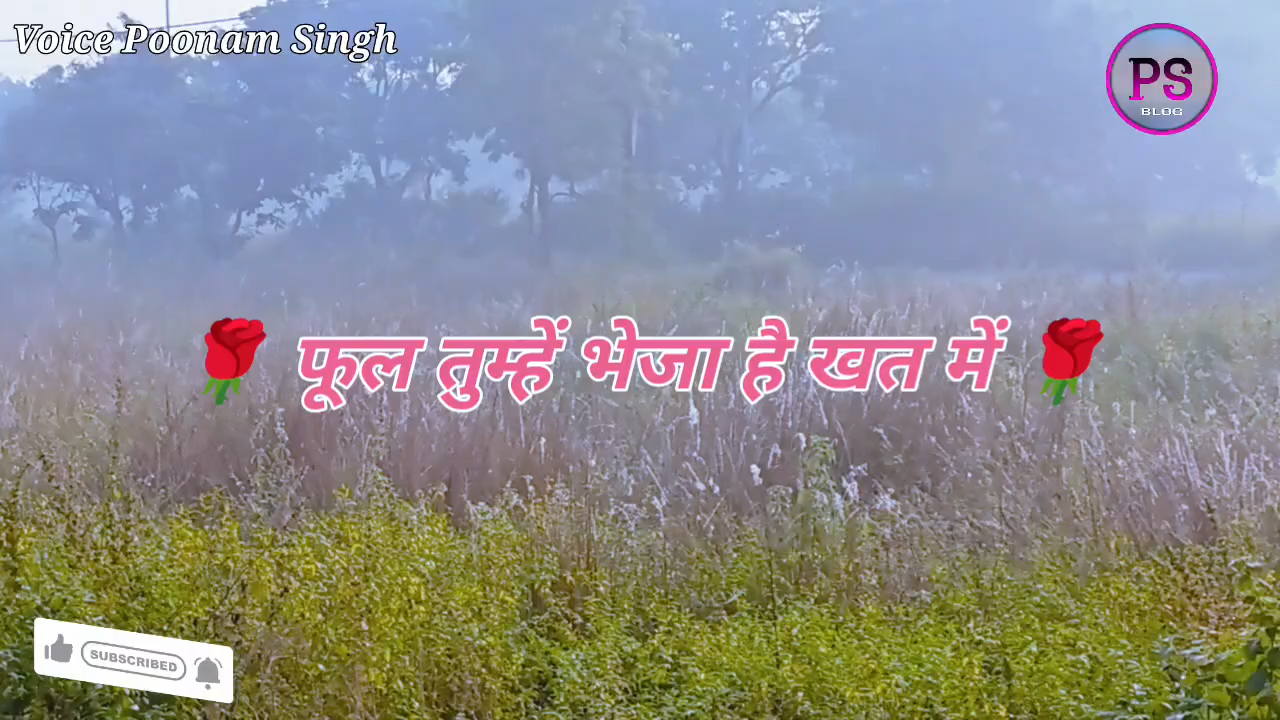 Voice Poonam Singh
PS
BLOG
🌹 फूल तुम्हें भेजा है खत में 🌹
SUBSCRIBED